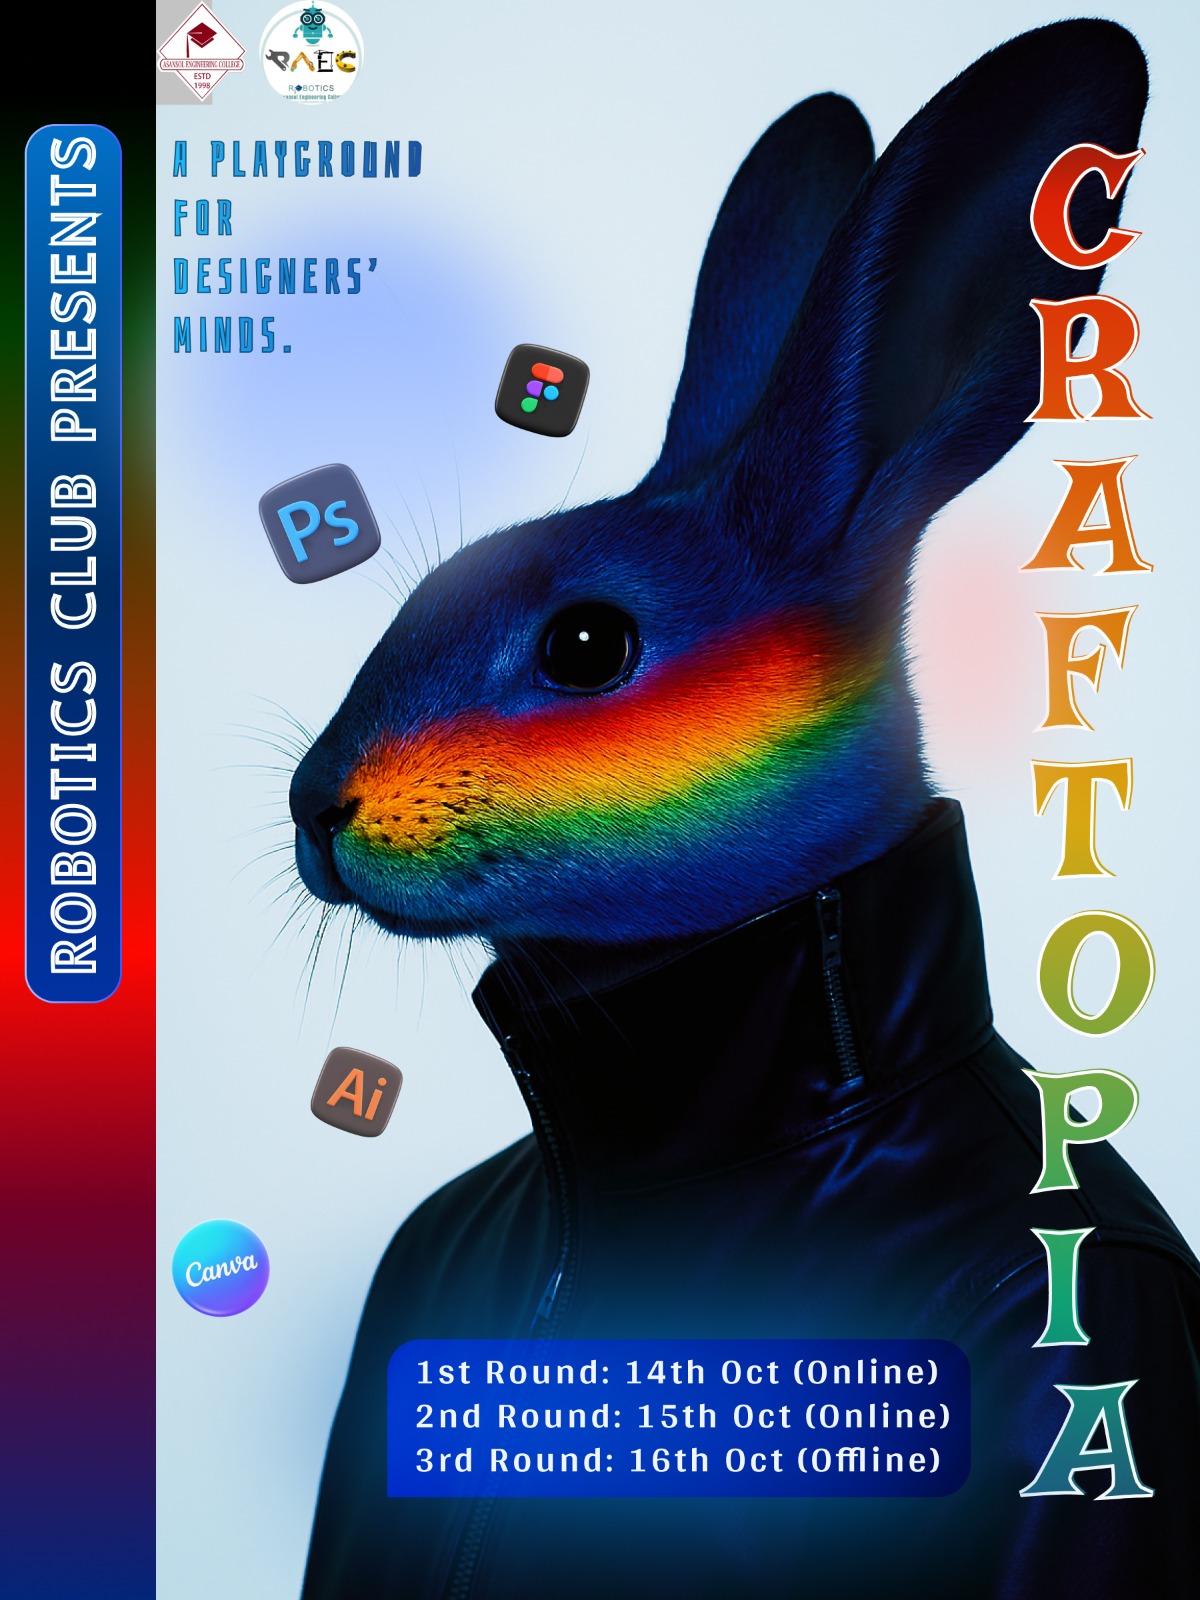 ASANSOL ENGINEERING COLLEGE
ESTD
1998
RAEC
ROBOTICS
A PLAYGROUND
FOR
DESIGNERS’
MINDS.
ROBOTICS CLUB PRESENTS
CRAFTOPIA
Ps
Ai
Canva
1st Round: 14th Oct (Online)
2nd Round: 15th Oct (Online)
3rd Round: 16th Oct (Offline)